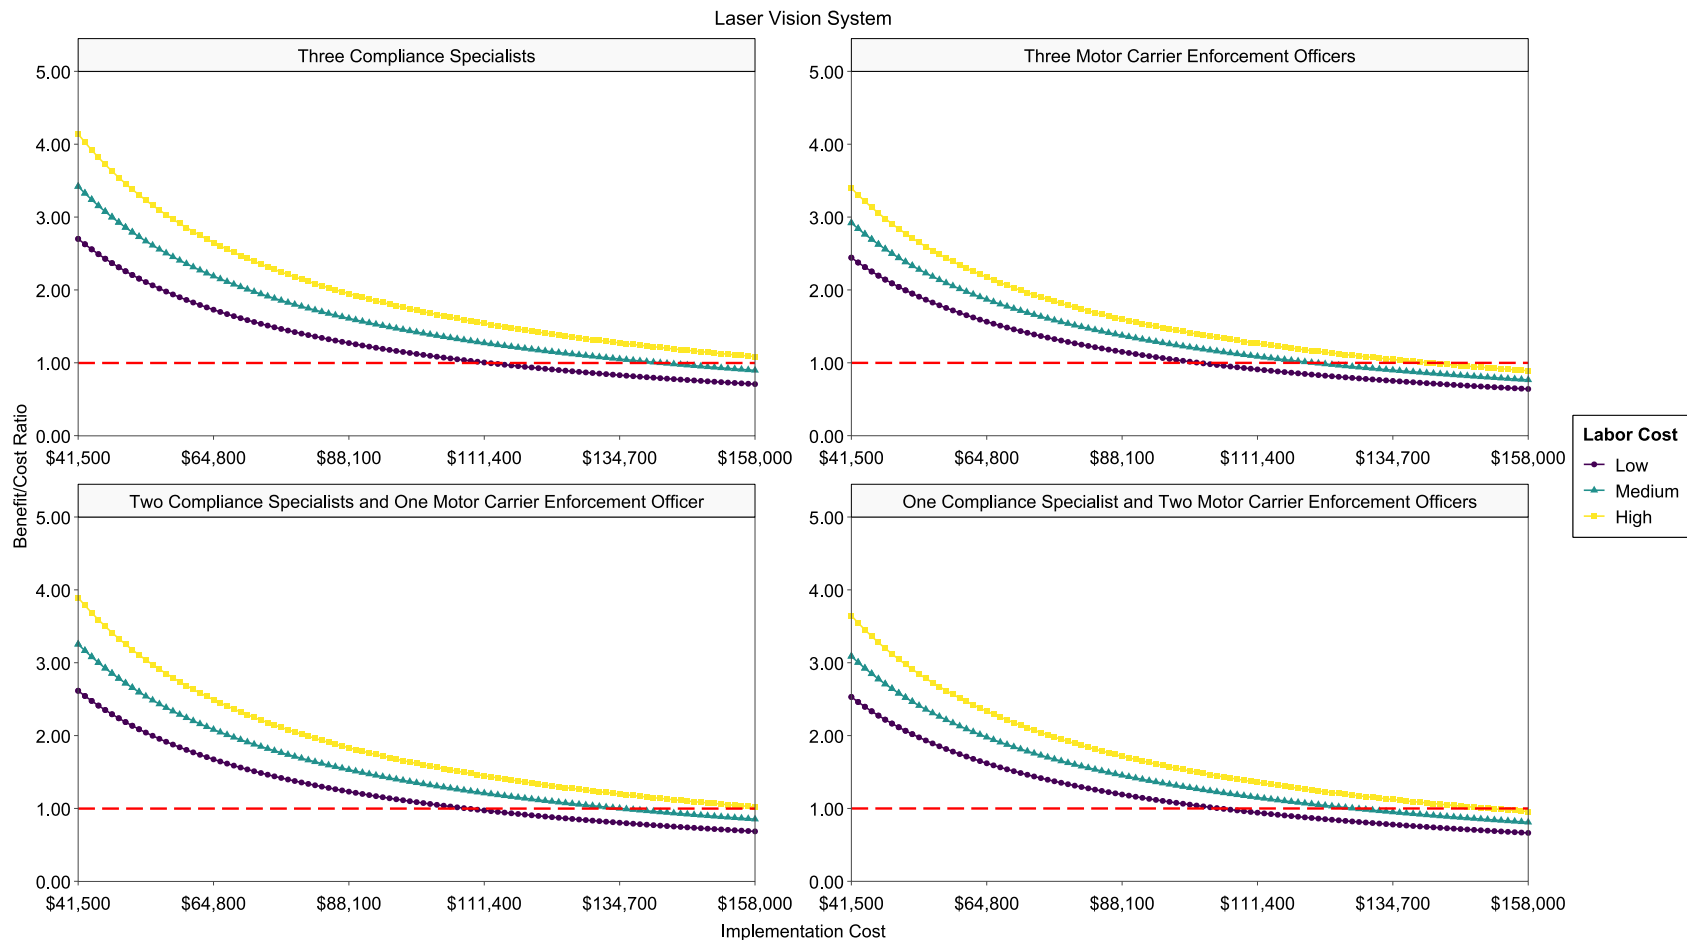 Laser Vision System
Three Compliance Specialists
Three Motor Carrier Enforcement Officers
5.00
4.00
3.00
2.00
1.00
0.00
$41,500 $64,800 $88,100 $111,400 $134,700 $158,000
5.00
4.00
3.00
2.00
1.00
0.00
$41,500 $64,800 $88,100 $111,400 $134,700 $158,000
Two Compliance Specialists and One Motor Carrier Enforcement Officer
One Compliance Specialist and Two Motor Carrier Enforcement Officers
5.00
4.00
3.00
2.00
1.00
0.00
$41,500 $64,800 $88,100 $111,400 $134,700 $158,000
5.00
4.00
3.00
2.00
1.00
0.00
$41,500 $64,800 $88,100 $111,400 $134,700 $158,000
Benefit/Cost Ratio
Implementation Cost
Labor Cost
Low
Medium
High